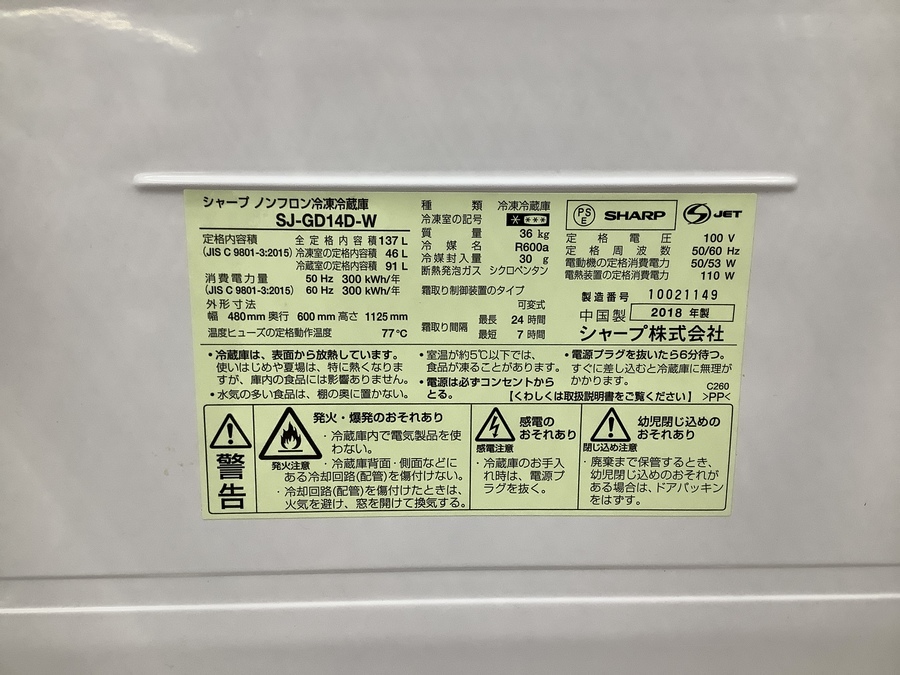 シャープ ノンフロン冷凍冷蔵庫
SJ-GD14D-W
定格内容積 全定格内容積 137 L
(JIS C 9801-3:2015) 冷凍室の定格内容積 46 L
冷蔵室の定格内容積 91 L
消費電力量 50 Hz 300 kWh/年
(JIS C 9801-3:2015) 60 Hz 300 kWh/年
外形寸法
幅 480mm 奥行 600mm 高さ 1125mm
温度ヒューズの定格動作温度 77℃
種類 冷凍冷蔵庫
冷凍室の記号 * ***
質量 36 kg
冷媒名 R600a
冷媒封入量 30 g
断熱発泡ガス シクロペンタン
霜取り制御装置のタイプ
可変式
霜取り間隔 最長 24 時間
最短 7 時間
PS
E
SHARP
S JET
定格電圧 100 V
定格周波数 50/60 Hz
電動機の定格消費電力 50/53 W
電熱装置の定格消費電力 110 W
製造番号 10021149
中国製 2018 年製
シャープ株式会社
・冷蔵庫は、表面から放熱しています。
使いはじめや夏場は、特に熱くなりま
すが、庫内の食品には影響ありません。
・水気の多い食品は、棚の奥に置かない。
・室温が約5℃以下では、
食品が凍ることがあります。
・電源は必ずコンセントから
とる。
・電源プラグを抜いたら6分待つ。
すぐに差し込むと冷蔵庫に無理が
かかります。
【くわしくは取扱説明書をご覧ください】
C260
>PP<
警告
発火・爆発のおそれあり
発火注意
・冷蔵庫内で電気製品を使
わない。
・冷蔵庫背面・側面などに
ある冷却回路(配管)を傷付けない。
・冷却回路(配管)を傷付けたときは、
火気を避け、窓を開けて換気する。
感電の
おそれあり
感電注意
・冷蔵庫のお手入
れ時は、電源プ
ラグを抜く。
幼児閉じ込めの
おそれあり
閉じ込め注意
・廃棄まで保管するとき、
幼児閉じ込めのおそれが
ある場合は、ドアパッキン
をはずす。